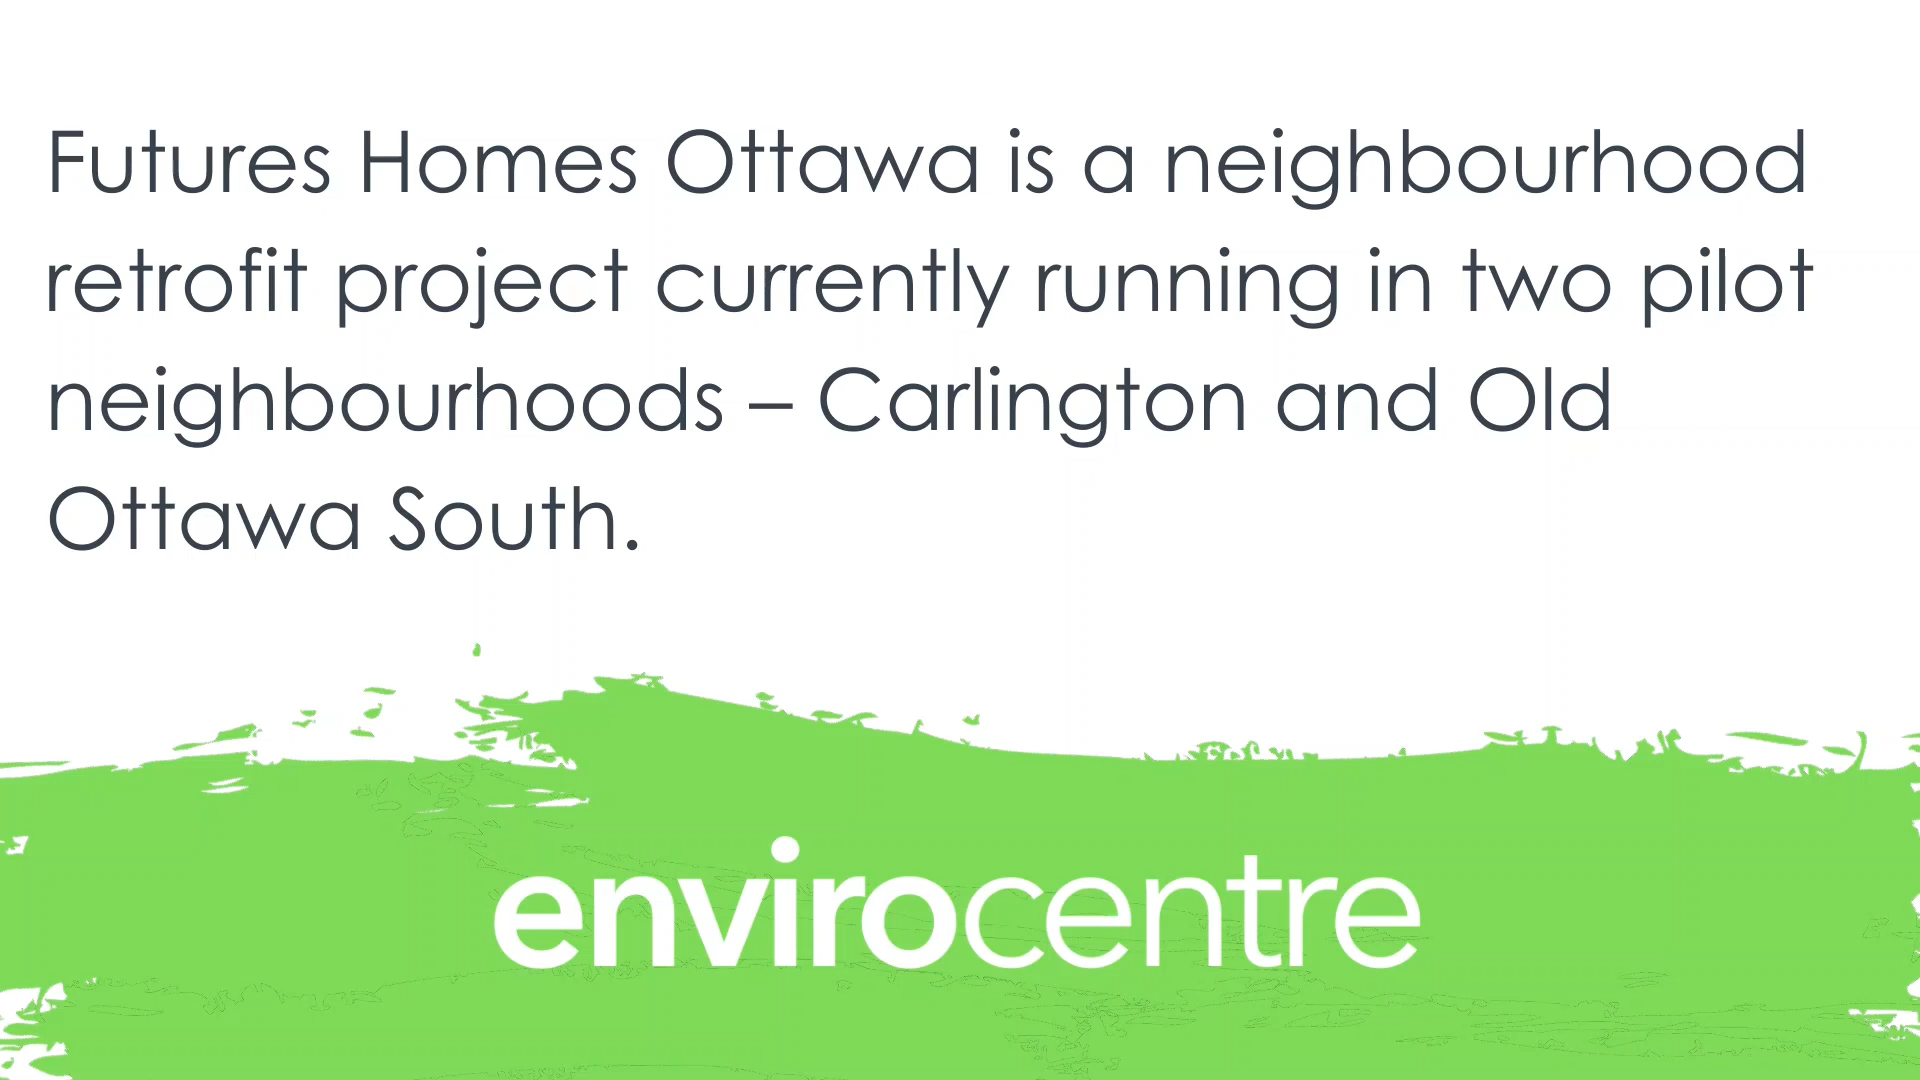 Futures Homes Ottawa is a neighbourhood
retrofit project currently running in two pilot
neighbourhoods – Carlington and Old
Ottawa South.
envirocentre